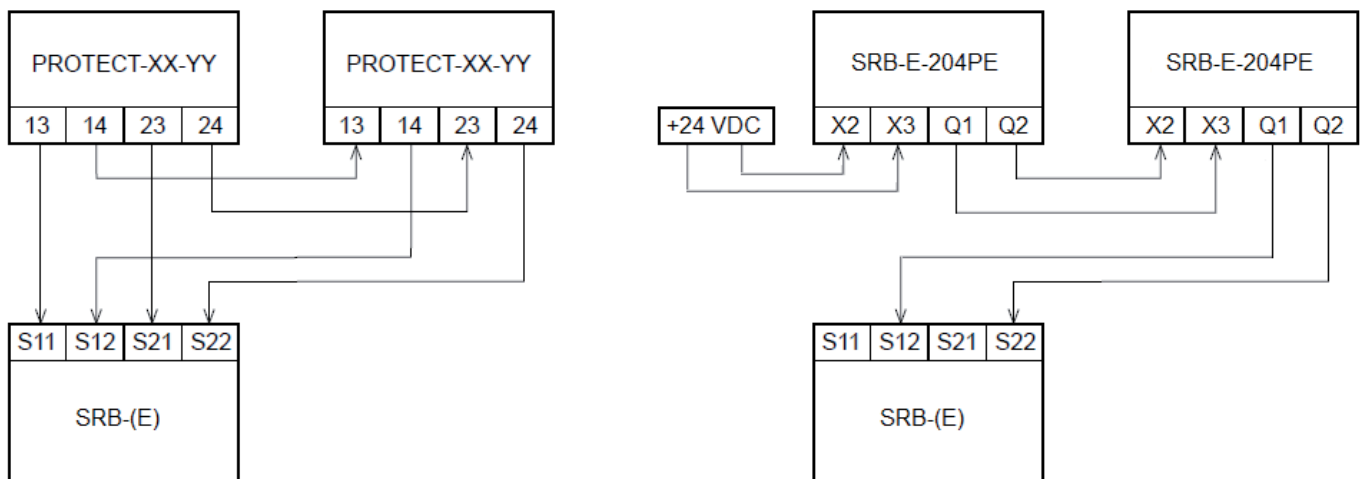 PROTECT-XX-YY
13 14 23 24
PROTECT-XX-YY
13 14 23 24
S11 S12 S21 S22
SRB-(E)
+24 VDC
SRB-E-204PE
X2 X3 Q1 Q2
SRB-E-204PE
X2 X3 Q1 Q2
S11 S12 S21 S22
SRB-(E)